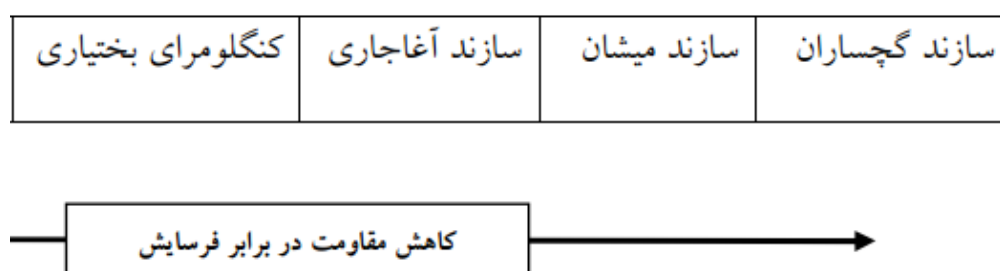 سازند گچساران سازند میشان سازند آغاجاری کنگلومرای بختیاری
کاهش مقاومت در برابر فرسایش